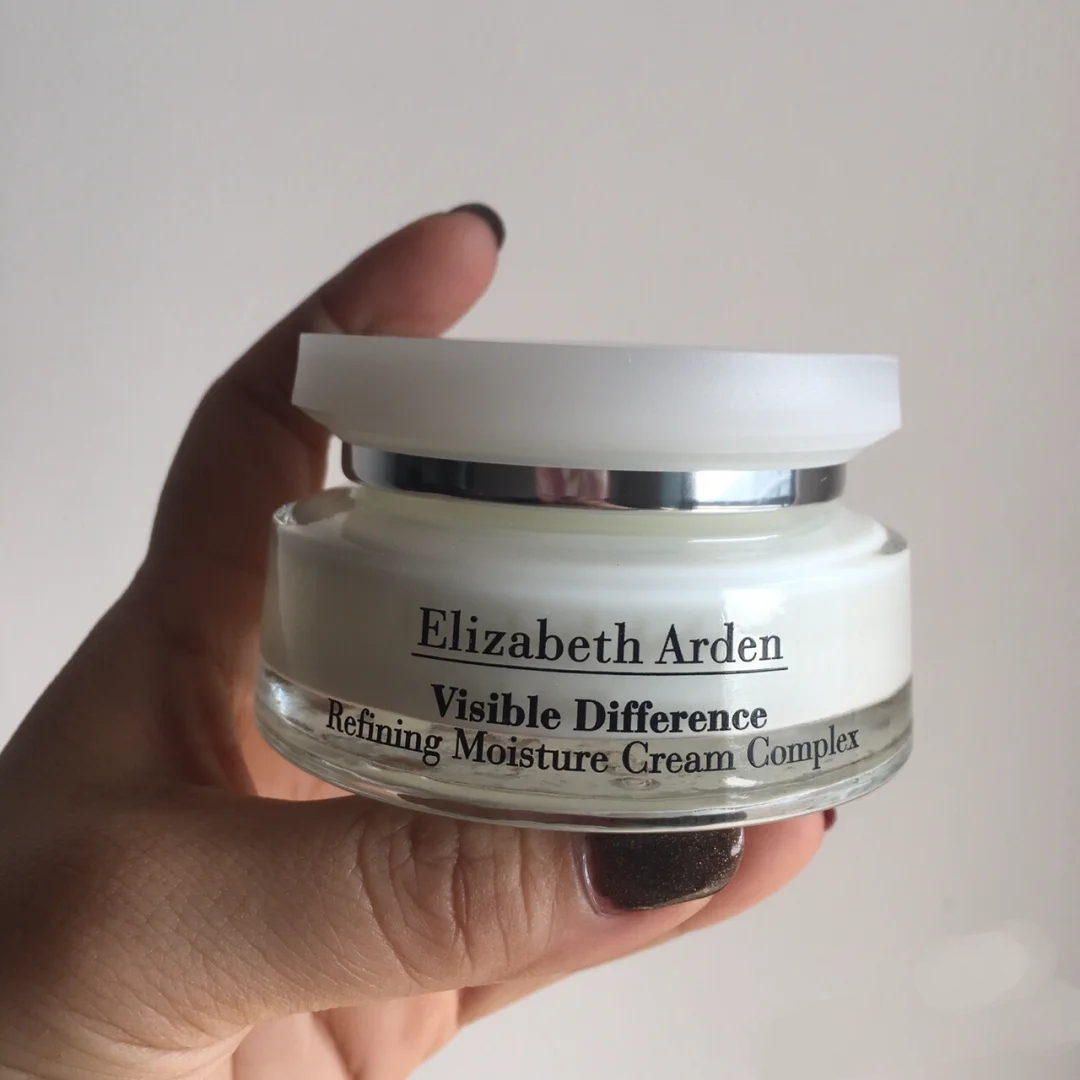 Elizabeth Arden
Visible Difference
Refining Moisture Cream Complex